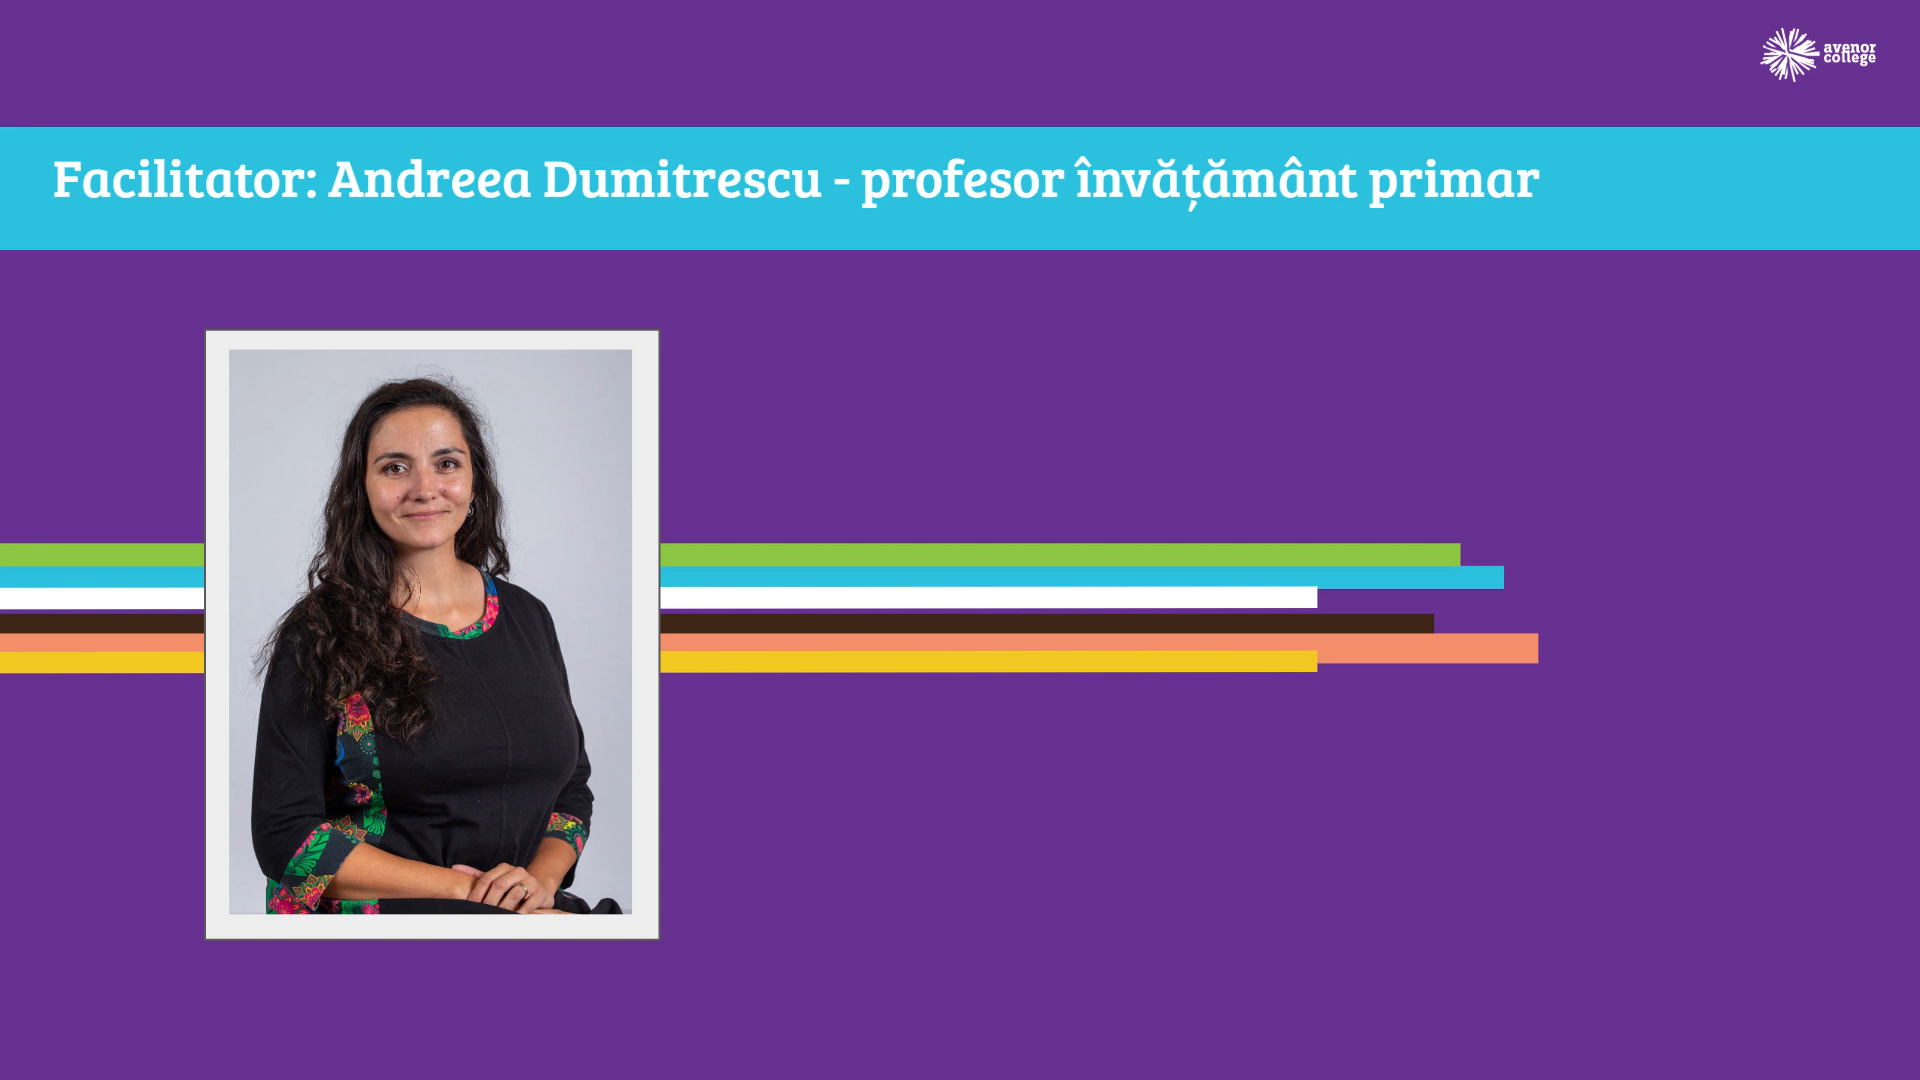 avenor
college
Facilitator: Andreea Dumitrescu - profesor învățământ primar